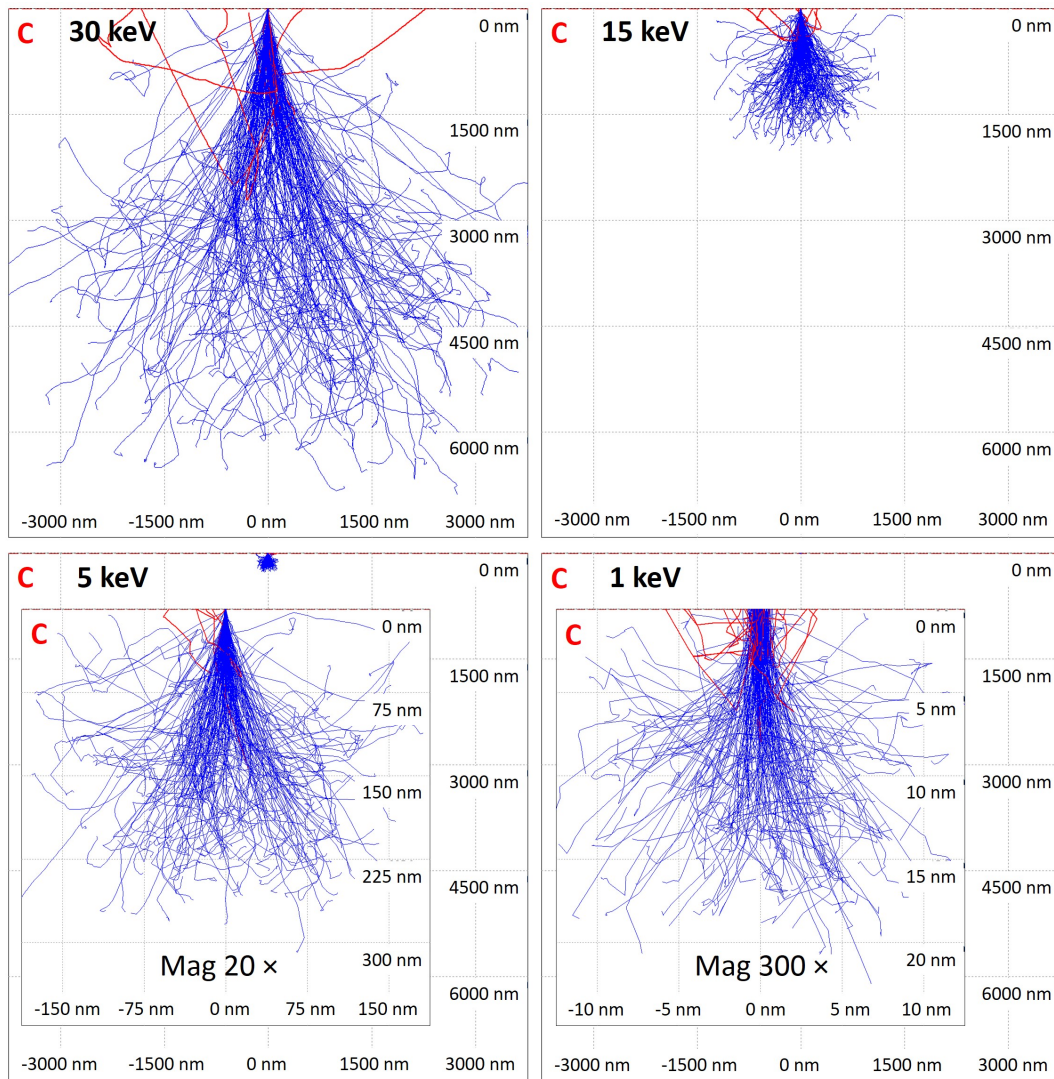 C 30 keV
0 nm
1500 nm
3000 nm
4500 nm
6000 nm
-3000 nm -1500 nm 0 nm 1500 nm 3000 nm
C 15 keV
0 nm
1500 nm
3000 nm
4500 nm
6000 nm
-3000 nm -1500 nm 0 nm 1500 nm 3000 nm
C 5 keV
0 nm
1500 nm
3000 nm
4500 nm
6000 nm
-3000 nm -1500 nm 0 nm 1500 nm 3000 nm
C
0 nm
75 nm
150 nm
225 nm
300 nm
Mag 20 ×
-150 nm -75 nm 0 nm 75 nm 150 nm
C 1 keV
0 nm
1500 nm
3000 nm
4500 nm
6000 nm
-3000 nm -1500 nm 0 nm 1500 nm 3000 nm
C
0 nm
5 nm
10 nm
15 nm
20 nm
Mag 300 ×
-10 nm -5 nm 0 nm 5 nm 10 nm